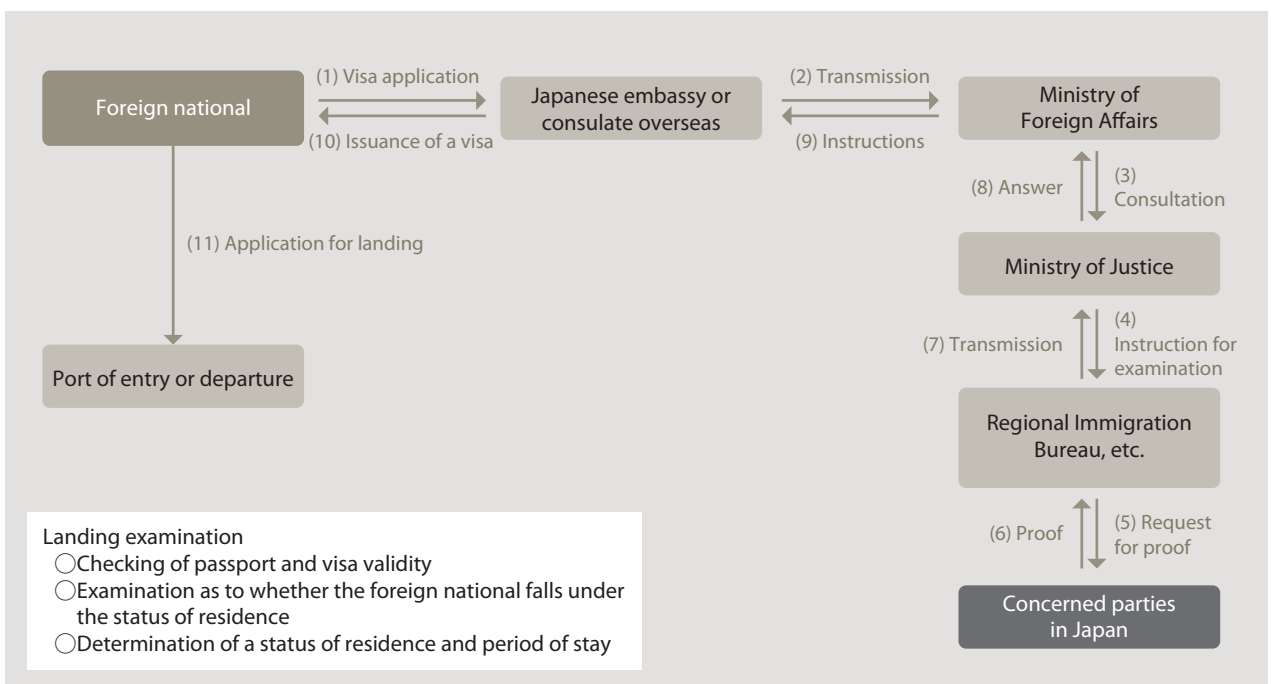 Foreign national
(1) Visa application
(10) Issuance of a visa
Japanese embassy or
consulate overseas
(2) Transmission
(9) Instructions
Ministry of
Foreign Affairs
(8) Answer
(3)
Consultation
(11) Application for landing
Ministry of Justice
(7) Transmission
(4)
Instruction for
examination
Port of entry or departure
Regional Immigration
Bureau, etc.
(6) Proof
(5) Request
for proof
Concerned parties
in Japan
Landing examination
○Checking of passport and visa validity
○Examination as to whether the foreign national falls under
the status of residence
○Determination of a status of residence and period of stay